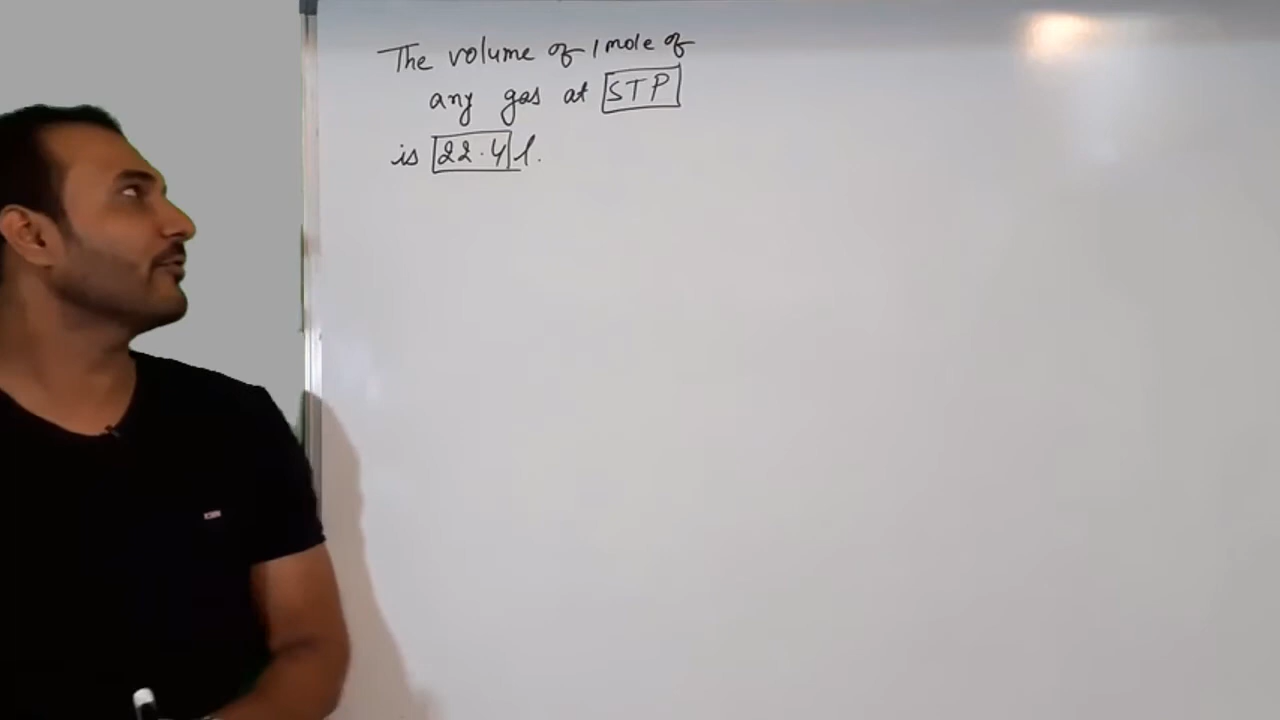 The volume of 1 mole of
any gas at STP
is 22.4 l.